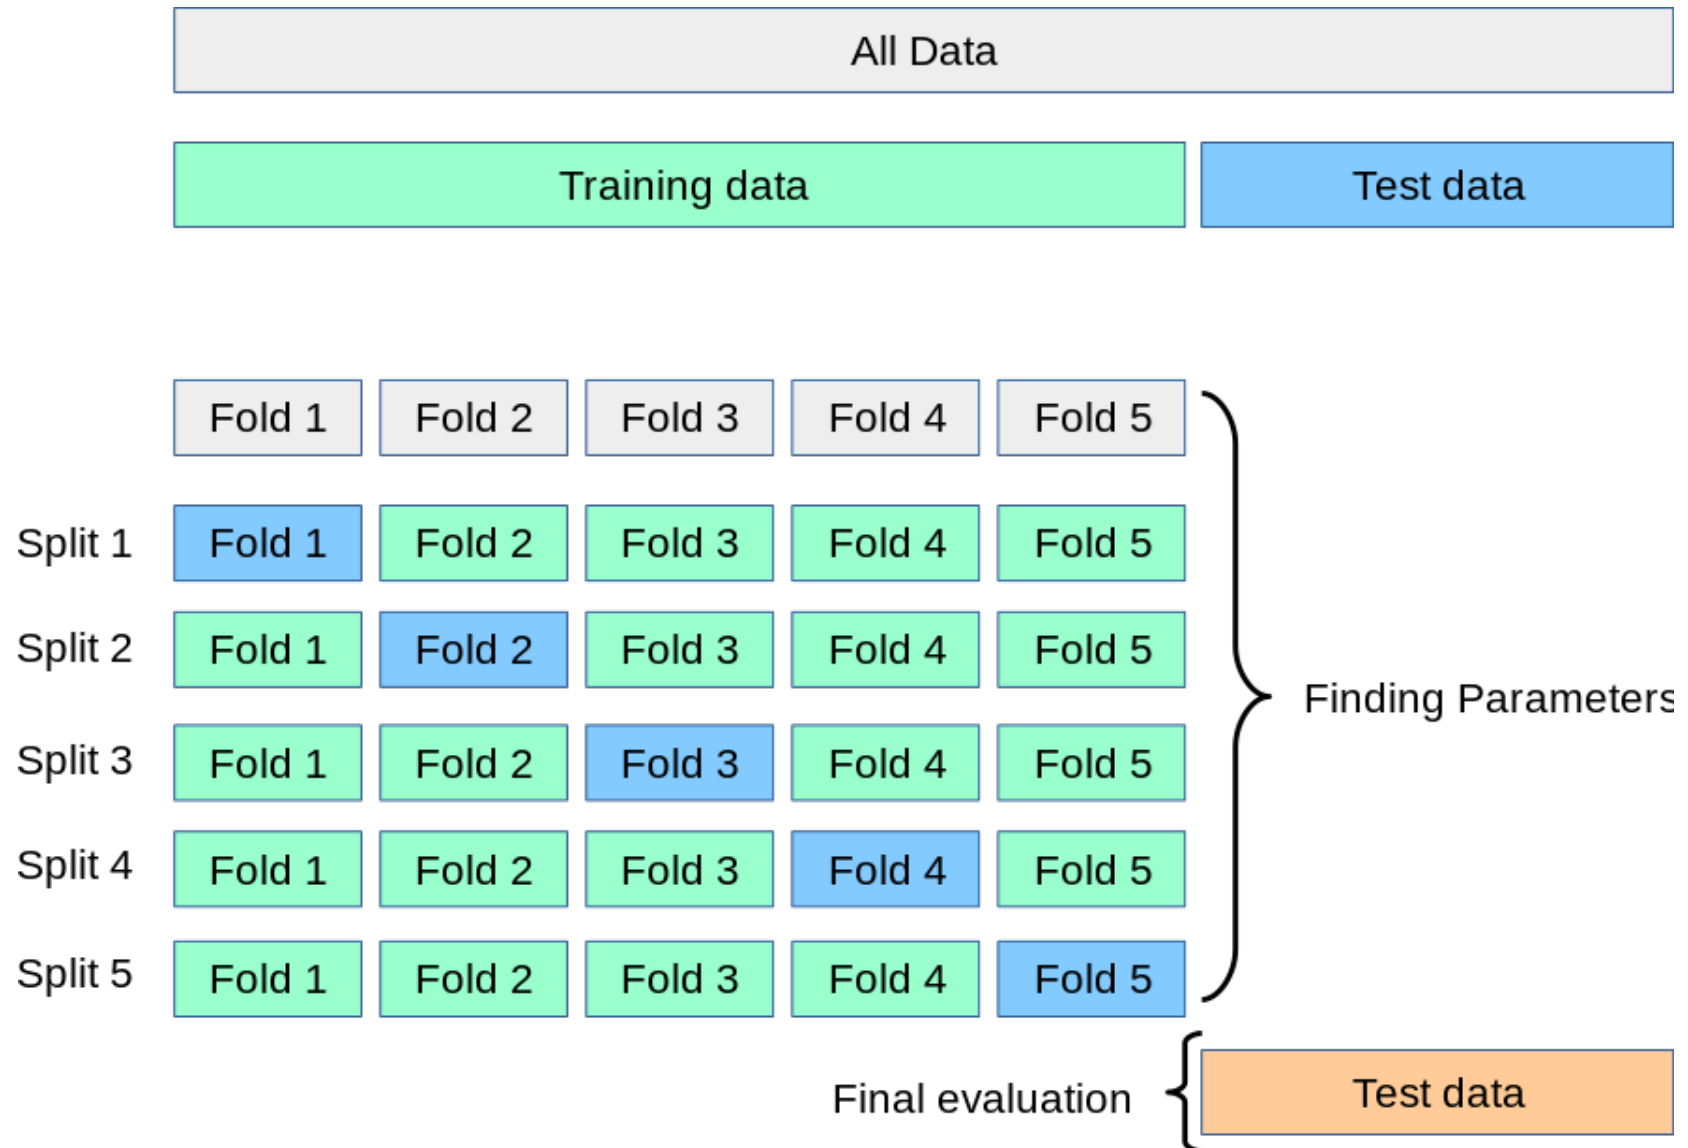 All Data
Training data Test data
Fold 1 Fold 2 Fold 3 Fold 4 Fold 5
Split 1 Fold 1 Fold 2 Fold 3 Fold 4 Fold 5
Split 2 Fold 1 Fold 2 Fold 3 Fold 4 Fold 5
Finding Parameters
Split 3 Fold 1 Fold 2 Fold 3 Fold 4 Fold 5
Split 4 Fold 1 Fold 2 Fold 3 Fold 4 Fold 5
Split 5 Fold 1 Fold 2 Fold 3 Fold 4 Fold 5
Final evaluation Test data